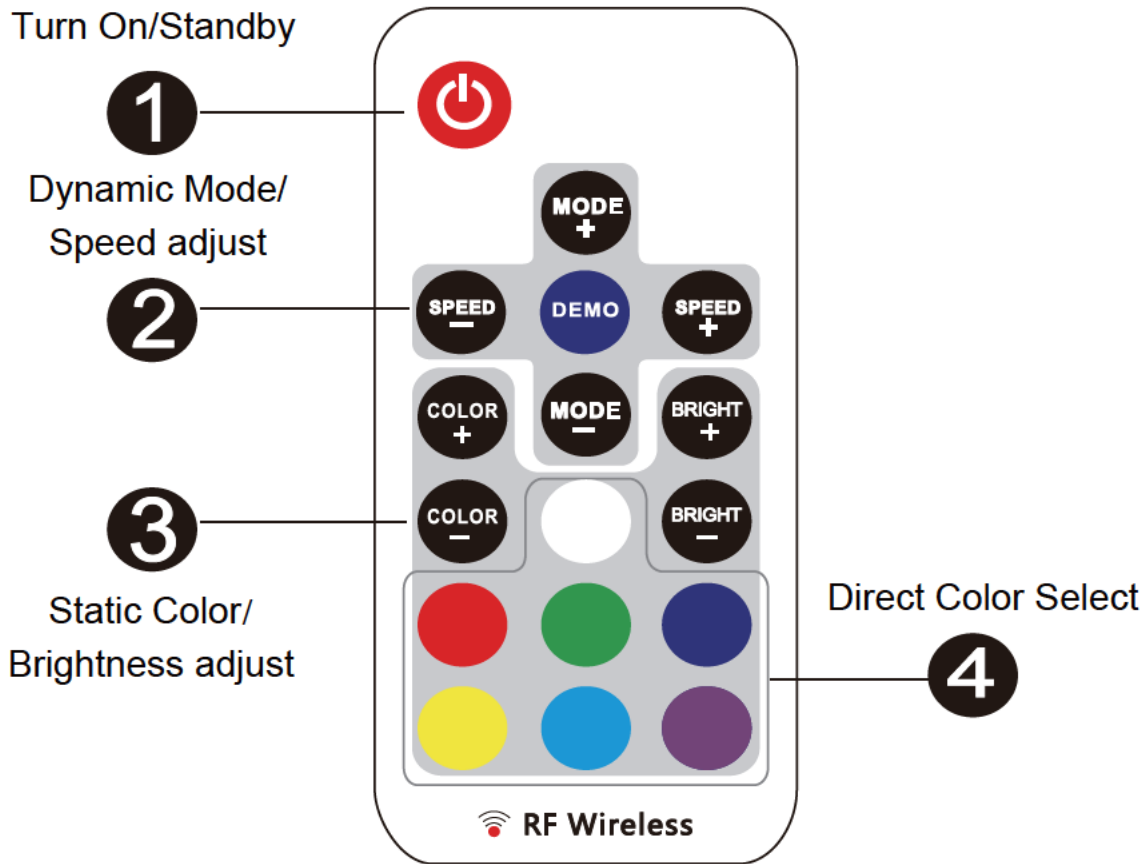 Turn On/Standby
1
Dynamic Mode/
Speed adjust
2
MODE
+
SPEED
−
DEMO
SPEED
+
COLOR
+
MODE
−
BRIGHT
+
3
COLOR
−
BRIGHT
−
Static Color/
Brightness adjust
Direct Color Select
4
RF Wireless